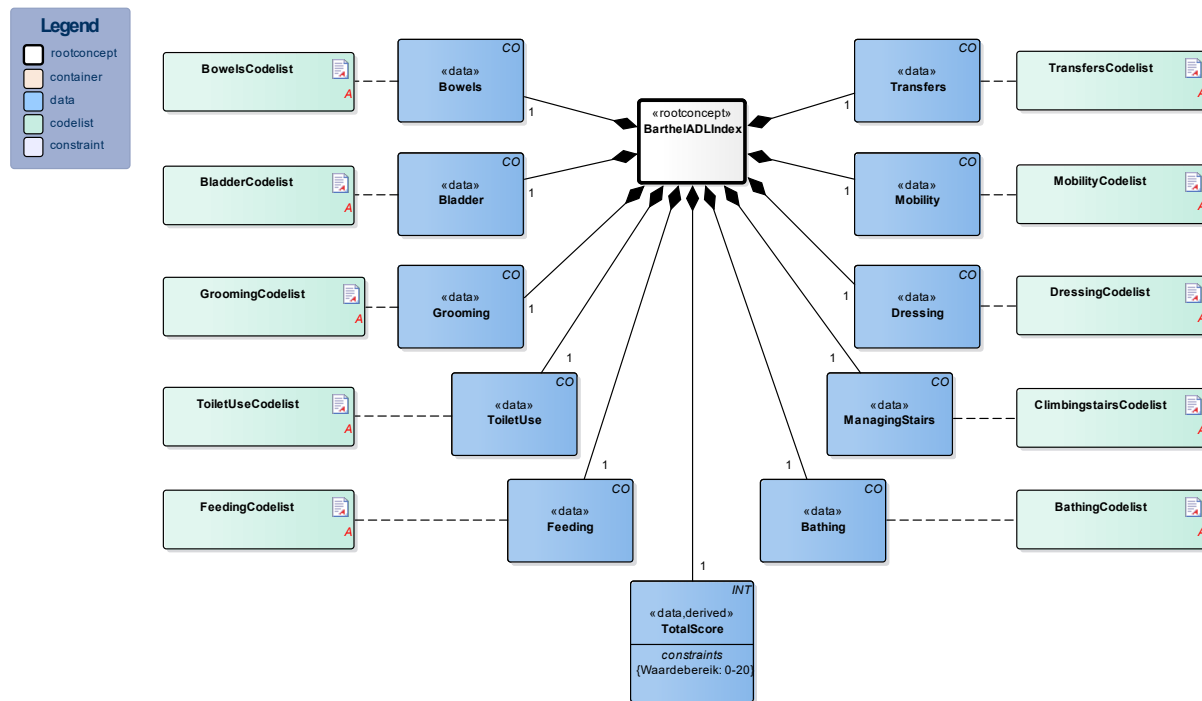 Legend
rootconcept
container
data
codelist
constraint
BowelsCodelist
A
CO
«data»
Bowels
1
CO
«data»
Transfers
1
TransfersCodelist
A
«rootconcept»
BarthelADLIndex
BladderCodelist
A
CO
«data»
Bladder
1
CO
«data»
Mobility
1
MobilityCodelist
A
GroomingCodelist
A
CO
«data»
Grooming
1
CO
«data»
Dressing
1
DressingCodelist
A
ToiletUseCodelist
A
CO
«data»
ToiletUse
1
CO
«data»
ManagingStairs
1
ClimbingstairsCodelist
A
FeedingCodelist
A
CO
«data»
Feeding
1
CO
«data»
Bathing
1
BathingCodelist
A
1
INT
«data,derived»
TotalScore
constraints
{Waardebereik: 0-20}